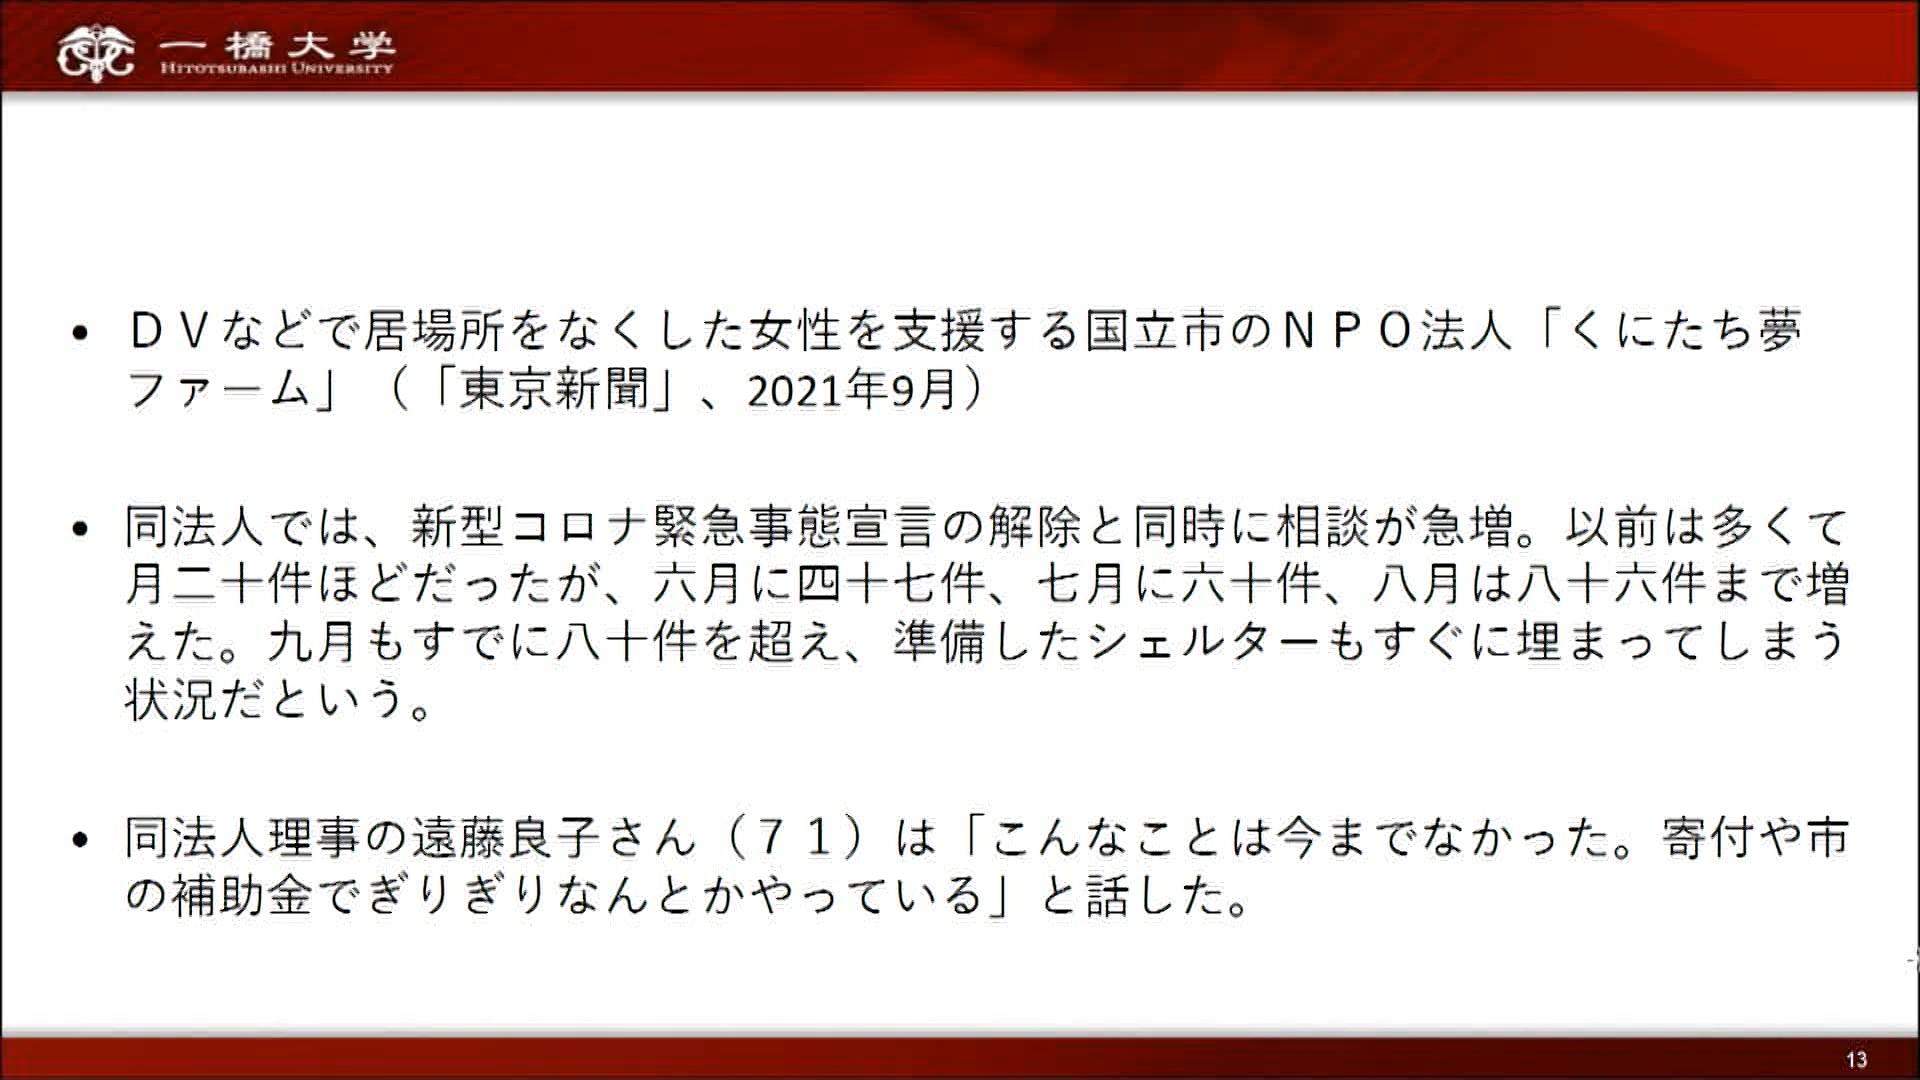 一橋大学
HITOTSUBASHI UNIVERSITY
• ＤＶなどで居場所をなくした女性を支援する国立市のＮＰＯ法人「くにたち夢
ファーム」（「東京新聞」、2021年9月）
• 同法人では、新型コロナ緊急事態宣言の解除と同時に相談が急増。以前は多くて
月二十件ほどだったが、六月に四十七件、七月に六十件、八月は八十六件まで増
えた。九月もすでに八十件を超え、準備したシェルターもすぐに埋まってしまう
状況だという。
• 同法人理事の遠藤良子さん（７１）は「こんなことは今までなかった。寄付や市
の補助金でぎりぎりなんとかやっている」と話した。
13